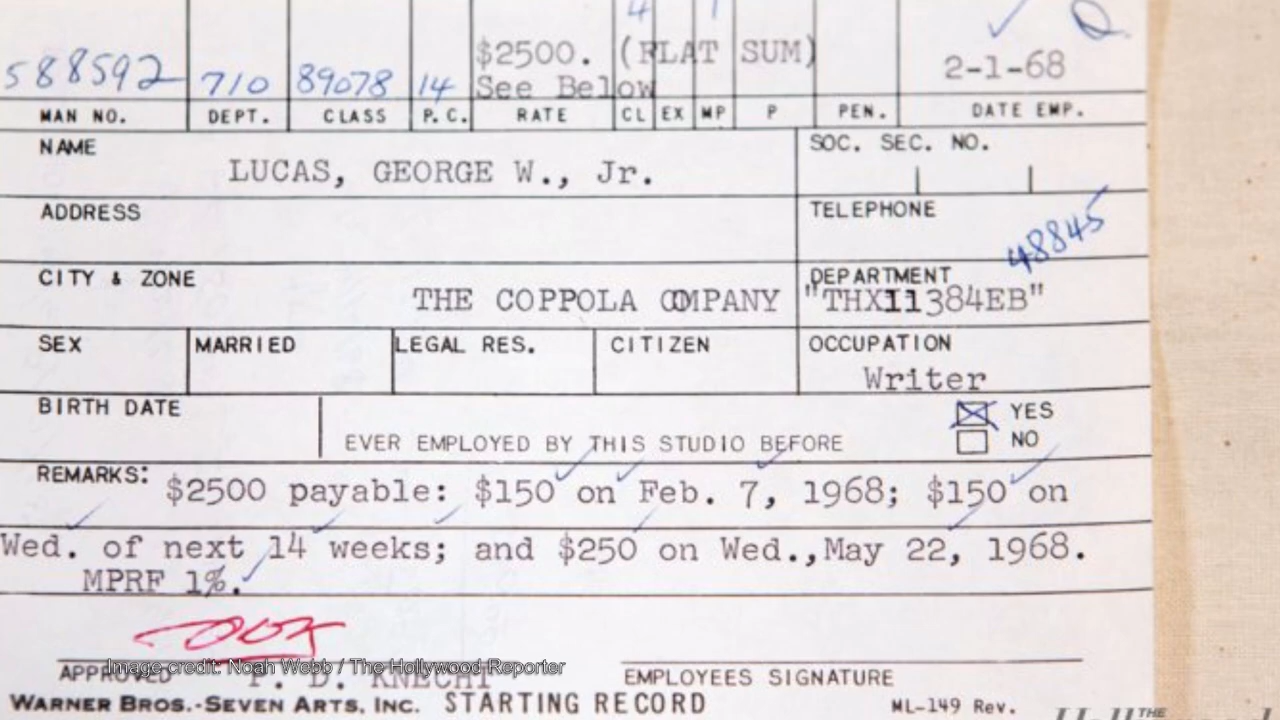 $2500. (FLAT SUM)
588592 710 89078 14 See Below 2-1-68
MAN NO. DEPT. CLASS P.C. RATE CL EX MP P PEN. DATE EMP.
NAME SOC. SEC. NO.
LUCAS, GEORGE W., Jr.
ADDRESS TELEPHONE
48845
CITY & ZONE DEPARTMENT
THE COPPOLA COMPANY "THX11384EB"
SEX MARRIED LEGAL RES. CITIZEN OCCUPATION
Writer
BIRTH DATE YES
EVER EMPLOYED BY THIS STUDIO BEFORE NO
REMARKS: $2500 payable: $150 on Feb. 7, 1968; $150 on
Wed. of next 14 weeks; and $250 on Wed.,May 22, 1968.
MPRF 1%.
Image credit: Noah Webb / The Hollywood Reporter
APPROVED P. D. KNECHT EMPLOYEES SIGNATURE
WARNER BROS.-SEVEN ARTS, INC. STARTING RECORD ML-149 Rev.
THE